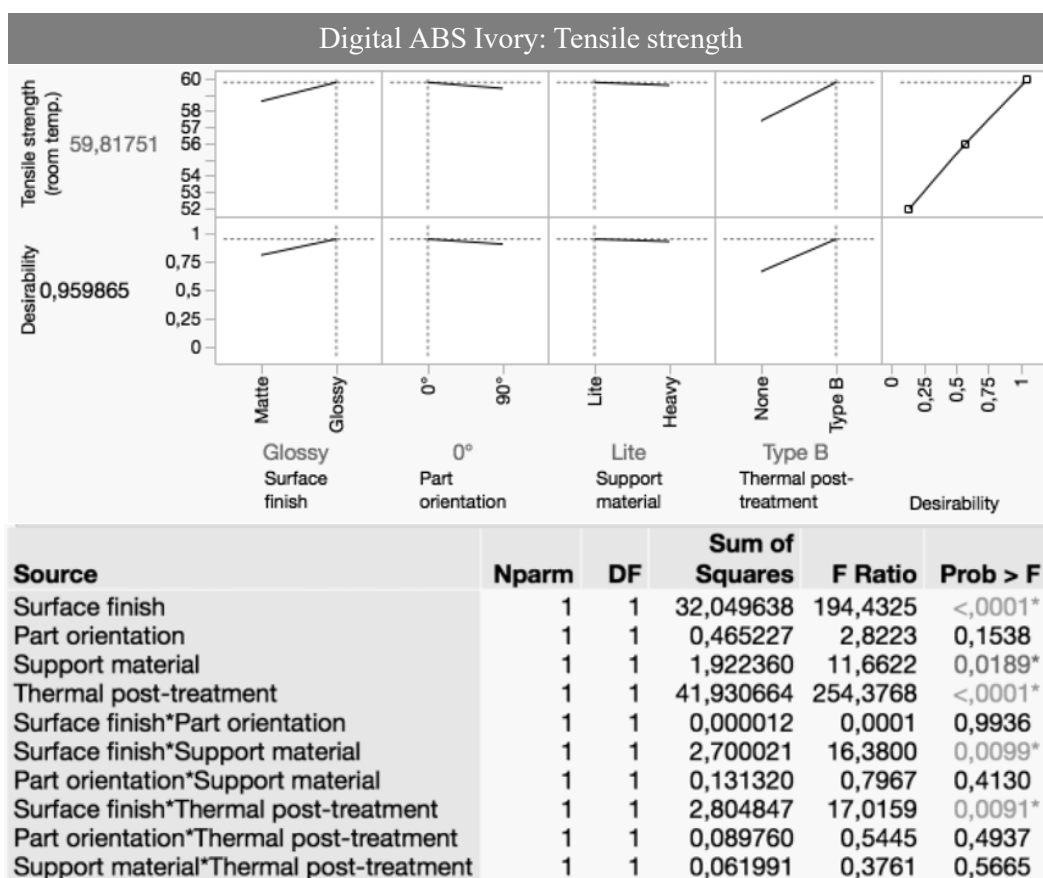 Digital ABS Ivory: Tensile strength
Tensile strength
(room temp.)
59,81751
60
58
57
56
54
53
52
Desirability
0,959865
1
0,75
0,5
0,25
0
Matte
Glossy
0°
90°
Lite
Heavy
None
Type B
0
0,25
0,5
0,75
1
Glossy
0°
Lite
Type B
Surface
finish
Part
orientation
Support
material
Thermal post-
treatment
Desirability
Sum of
Source Nparm DF Squares F Ratio Prob > F
Surface finish 1 1 32,049638 194,4325 <,0001*
Part orientation 1 1 0,465227 2,8223 0,1538
Support material 1 1 1,922360 11,6622 0,0189*
Thermal post-treatment 1 1 41,930664 254,3768 <,0001*
Surface finish*Part orientation 1 1 0,000012 0,0001 0,9936
Surface finish*Support material 1 1 2,700021 16,3800 0,0099*
Part orientation*Support material 1 1 0,131320 0,7967 0,4130
Surface finish*Thermal post-treatment 1 1 2,804847 17,0159 0,0091*
Part orientation*Thermal post-treatment 1 1 0,089760 0,5445 0,4937
Support material*Thermal post-treatment 1 1 0,061991 0,3761 0,5665